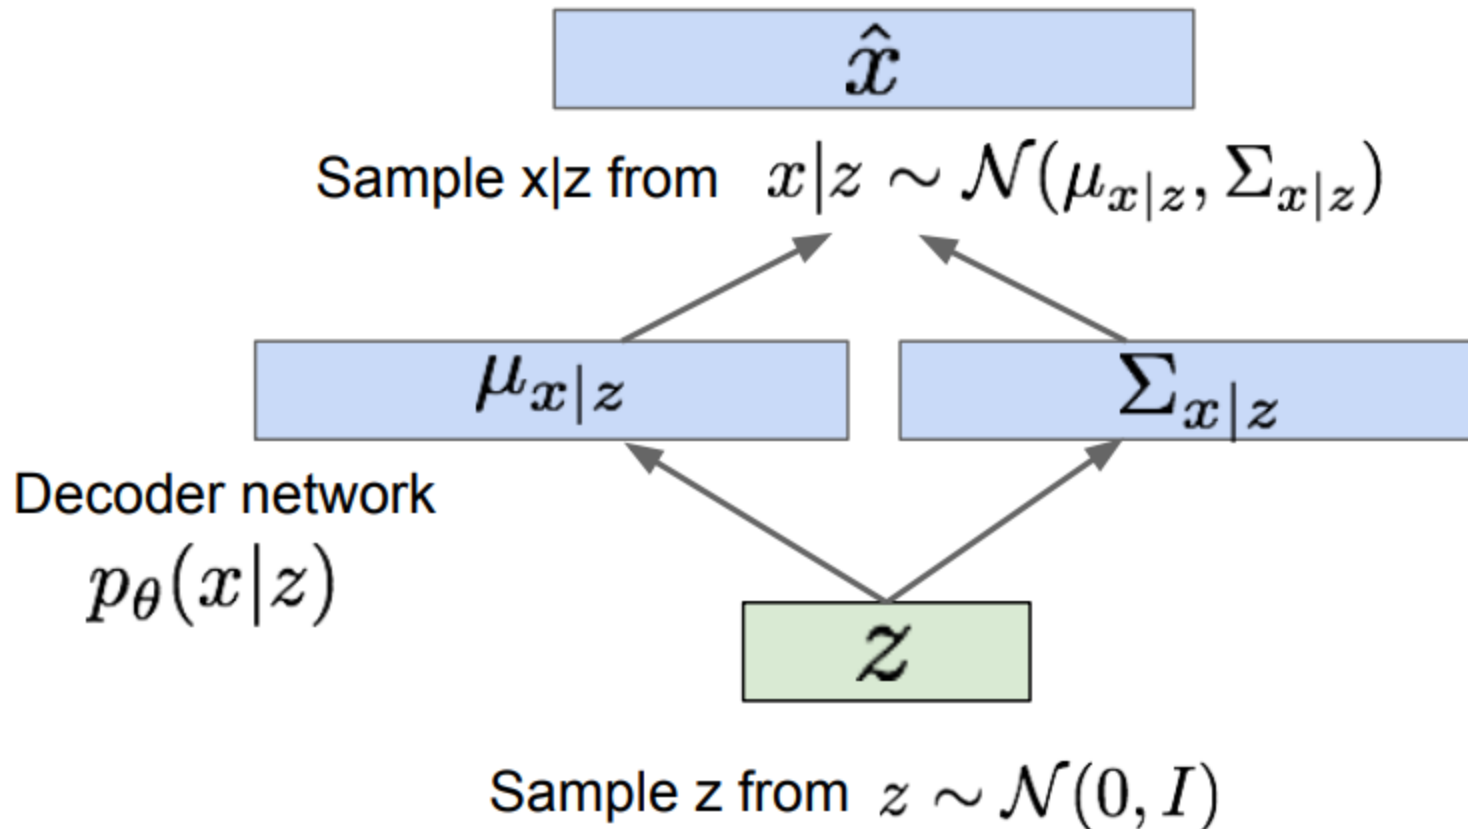 x̂
Sample x|z from x|z ∼ 𝒩(μ_{x|z}, Σ_{x|z})
μ_{x|z}
Σ_{x|z}
Decoder network
p_θ(x|z)
z
Sample z from z ∼ 𝒩(0, I)